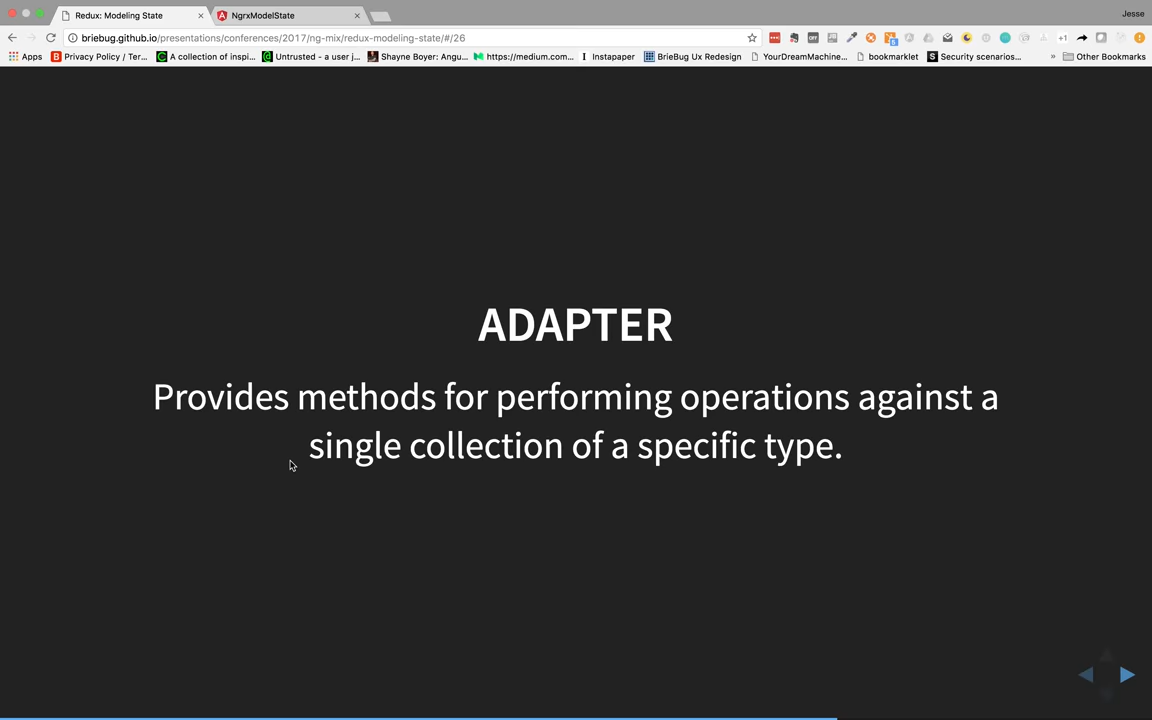 Redux: Modeling State
NgrxModelState
Jesse
briebug.github.io/presentations/conferences/2017/ng-mix/redux-modeling-state/#/26
+1
Apps
Privacy Policy / Ter...
A collection of inspi...
Untrusted - a user j...
Shayne Boyer: Angu...
https://medium.com...
Instapaper
BrieBug Ux Redesign
YourDreamMachine...
bookmarklet
Security scenarios...
»
Other Bookmarks
ADAPTER
Provides methods for performing operations against a
single collection of a specific type.